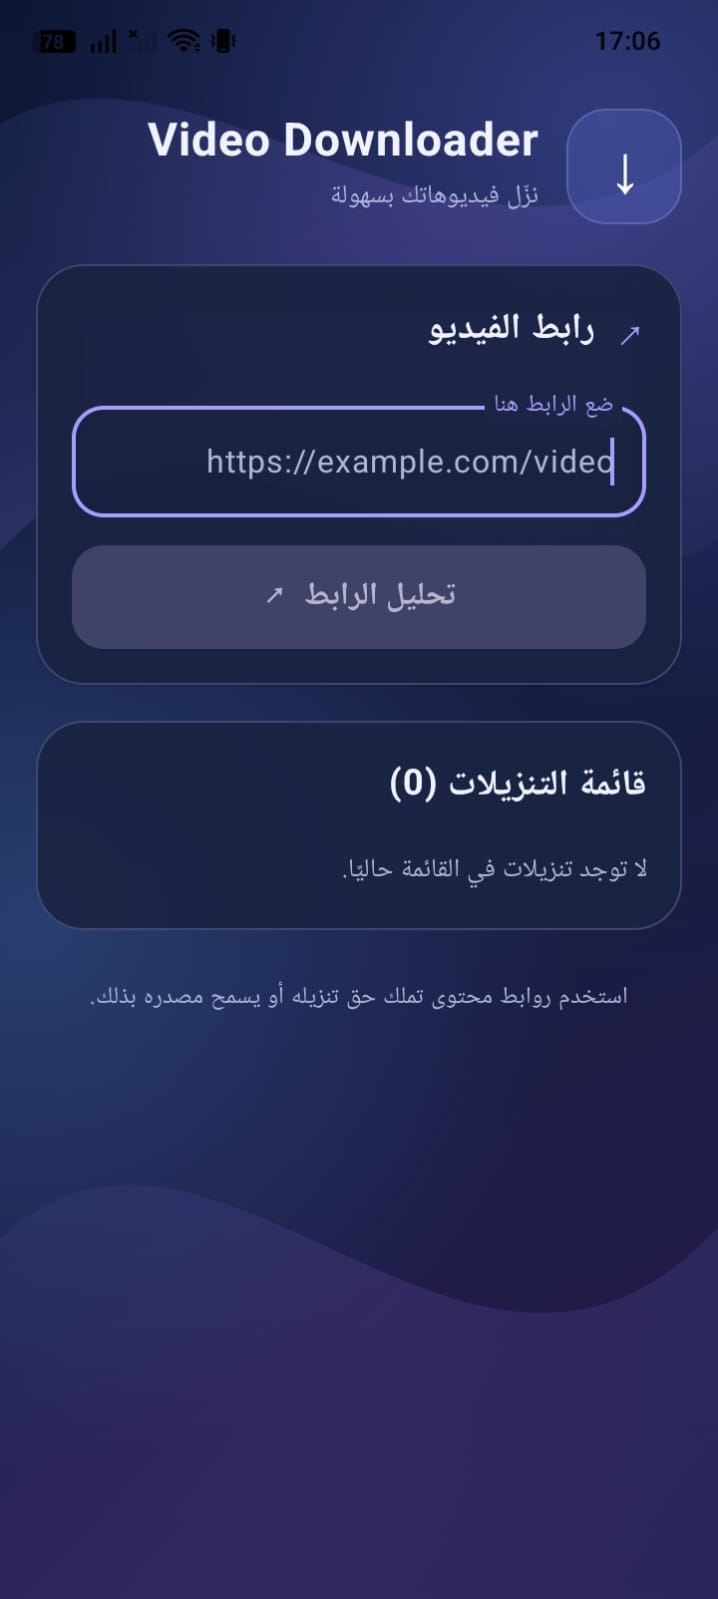 17:06
78
Video Downloader
نزّل فيديوهاتك بسهولة
رابط الفيديو
ضع الرابط هنا
https://example.com/video
تحليل الرابط
قائمة التنزيلات (0)
لا توجد تنزيلات في القائمة حاليًا.
استخدم روابط محتوى تملك حق تنزيله أو يسمح مصدره بذلك.